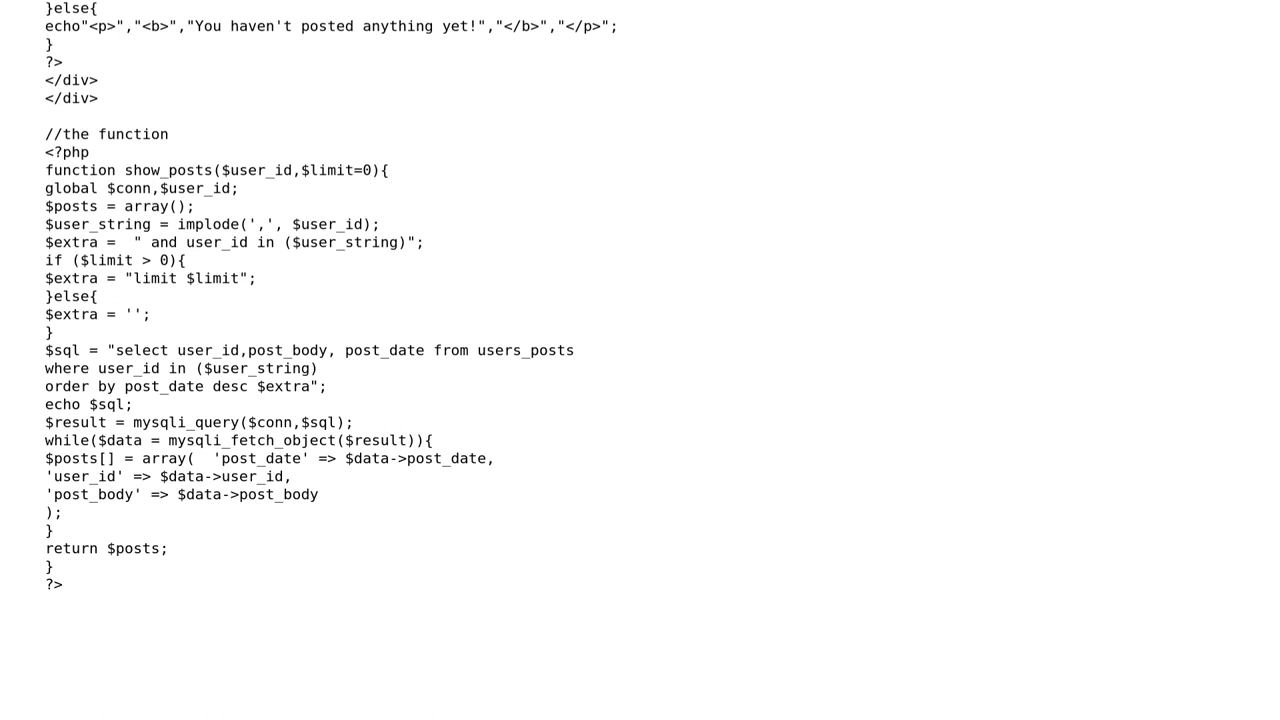 }else{
echo"<p>","<b>","You haven't posted anything yet!","</b>","</p>";
}
?>
</div>
</div>
//the function
<?php
function show_posts($user_id,$limit=0){
global $conn,$user_id;
$posts = array();
$user_string = implode(',', $user_id);
$extra =  " and user_id in ($user_string)";
if ($limit > 0){
$extra = "limit $limit";
}else{
$extra = '';
}
$sql = "select user_id,post_body, post_date from users_posts
where user_id in ($user_string)
order by post_date desc $extra";
echo $sql;
$result = mysqli_query($conn,$sql);
while($data = mysqli_fetch_object($result)){
$posts[] = array(  'post_date' => $data->post_date,
'user_id' => $data->user_id,
'post_body' => $data->post_body
);
}
return $posts;
}
?>